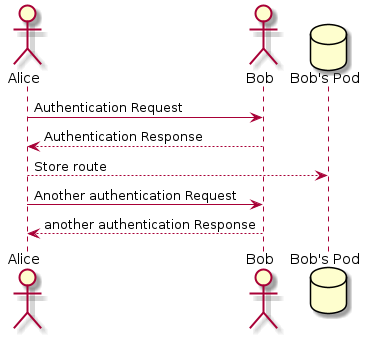 Alice Bob Bob's Pod
Authentication Request
Authentication Response
Store route
Another authentication Request
another authentication Response
Alice Bob Bob's Pod